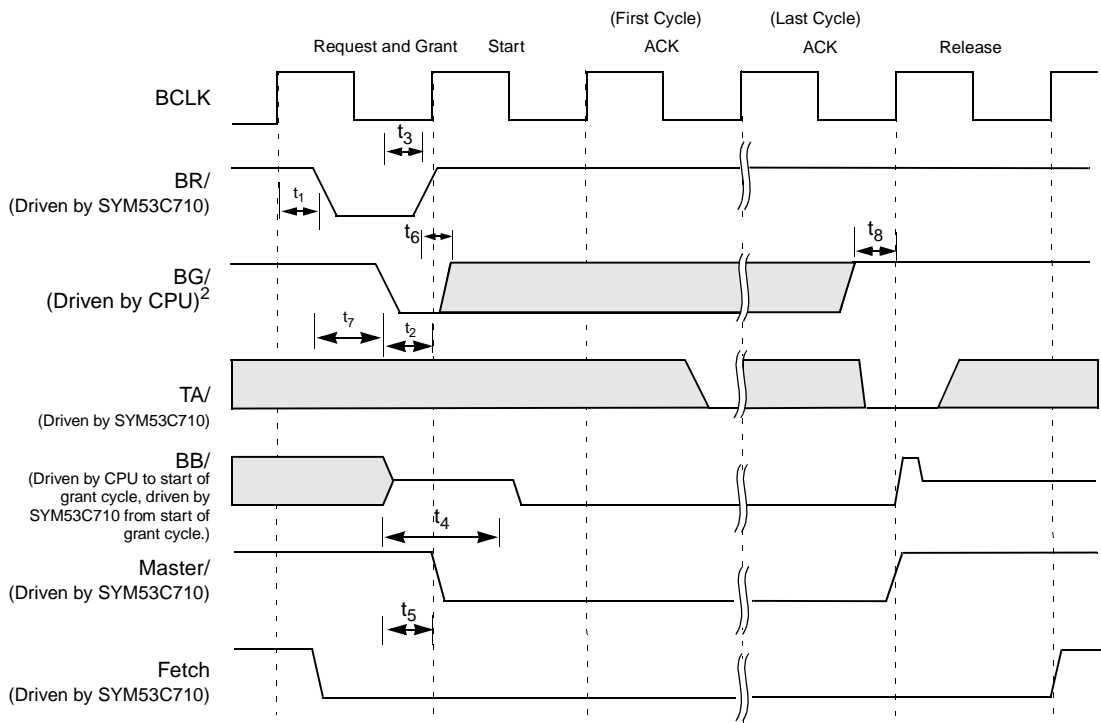 (First Cycle) (Last Cycle)
Request and Grant Start ACK ACK Release
BCLK
t3
BR/
(Driven by SYM53C710)
t1
t6
t8
BG/
(Driven by CPU)2
t7
t2
TA/
(Driven by SYM53C710)
BB/
(Driven by CPU to start of
grant cycle, driven by
SYM53C710 from start of
grant cycle.)
t4
Master/
(Driven by SYM53C710)
t5
Fetch
(Driven by SYM53C710)